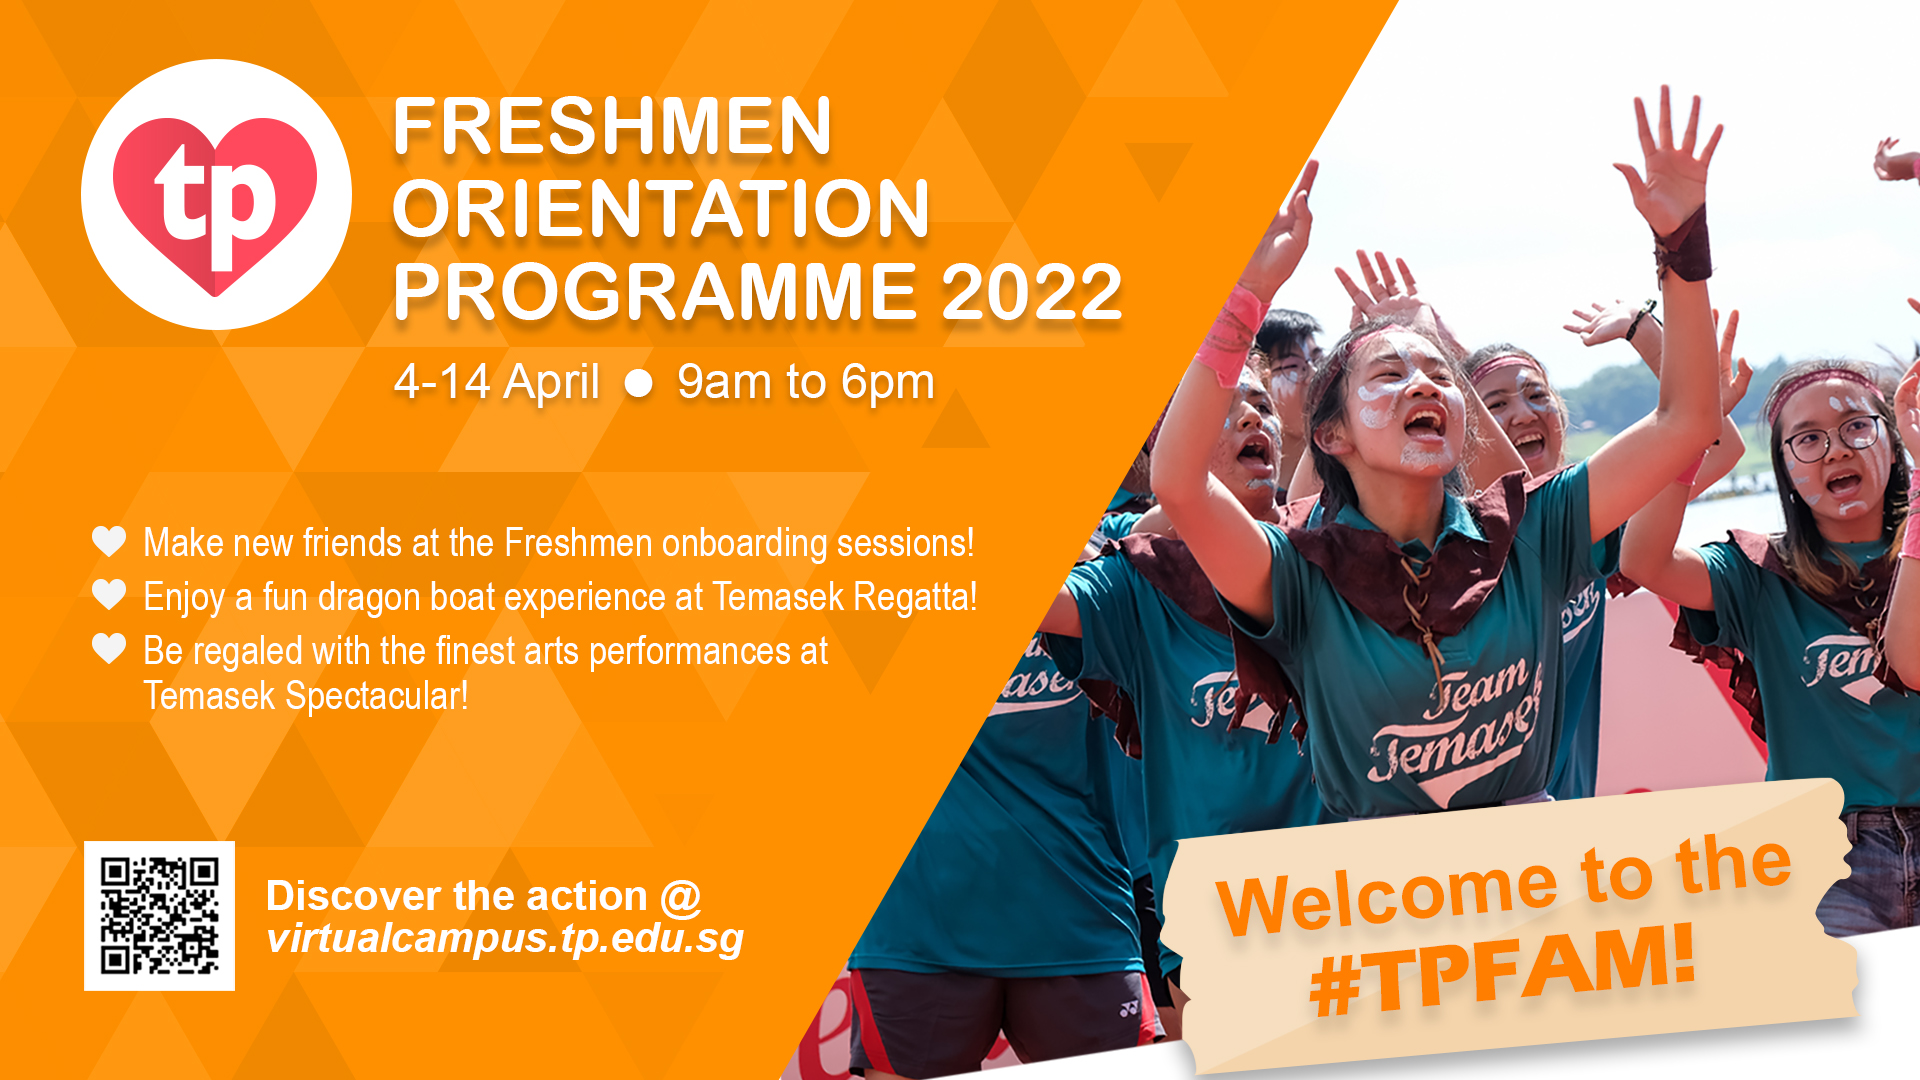 tp
FRESHMEN
ORIENTATION
PROGRAMME 2022
4-14 April ● 9am to 6pm
Make new friends at the Freshmen onboarding sessions!
Enjoy a fun dragon boat experience at Temasek Regatta!
Be regaled with the finest arts performances at
Temasek Spectacular!
Discover the action @
virtualcampus.tp.edu.sg
Team
Temasek
Welcome to the
#TPFAM!